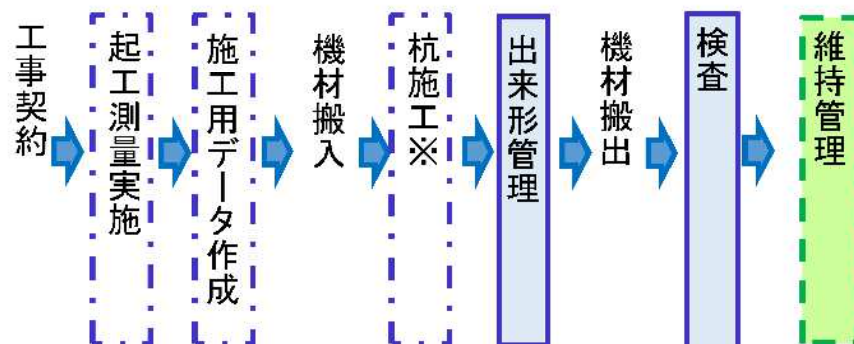 工事契約
起工測量実施
施工用データ作成
機材搬入
杭施工※
出来形管理
機材搬出
検査
維持管理